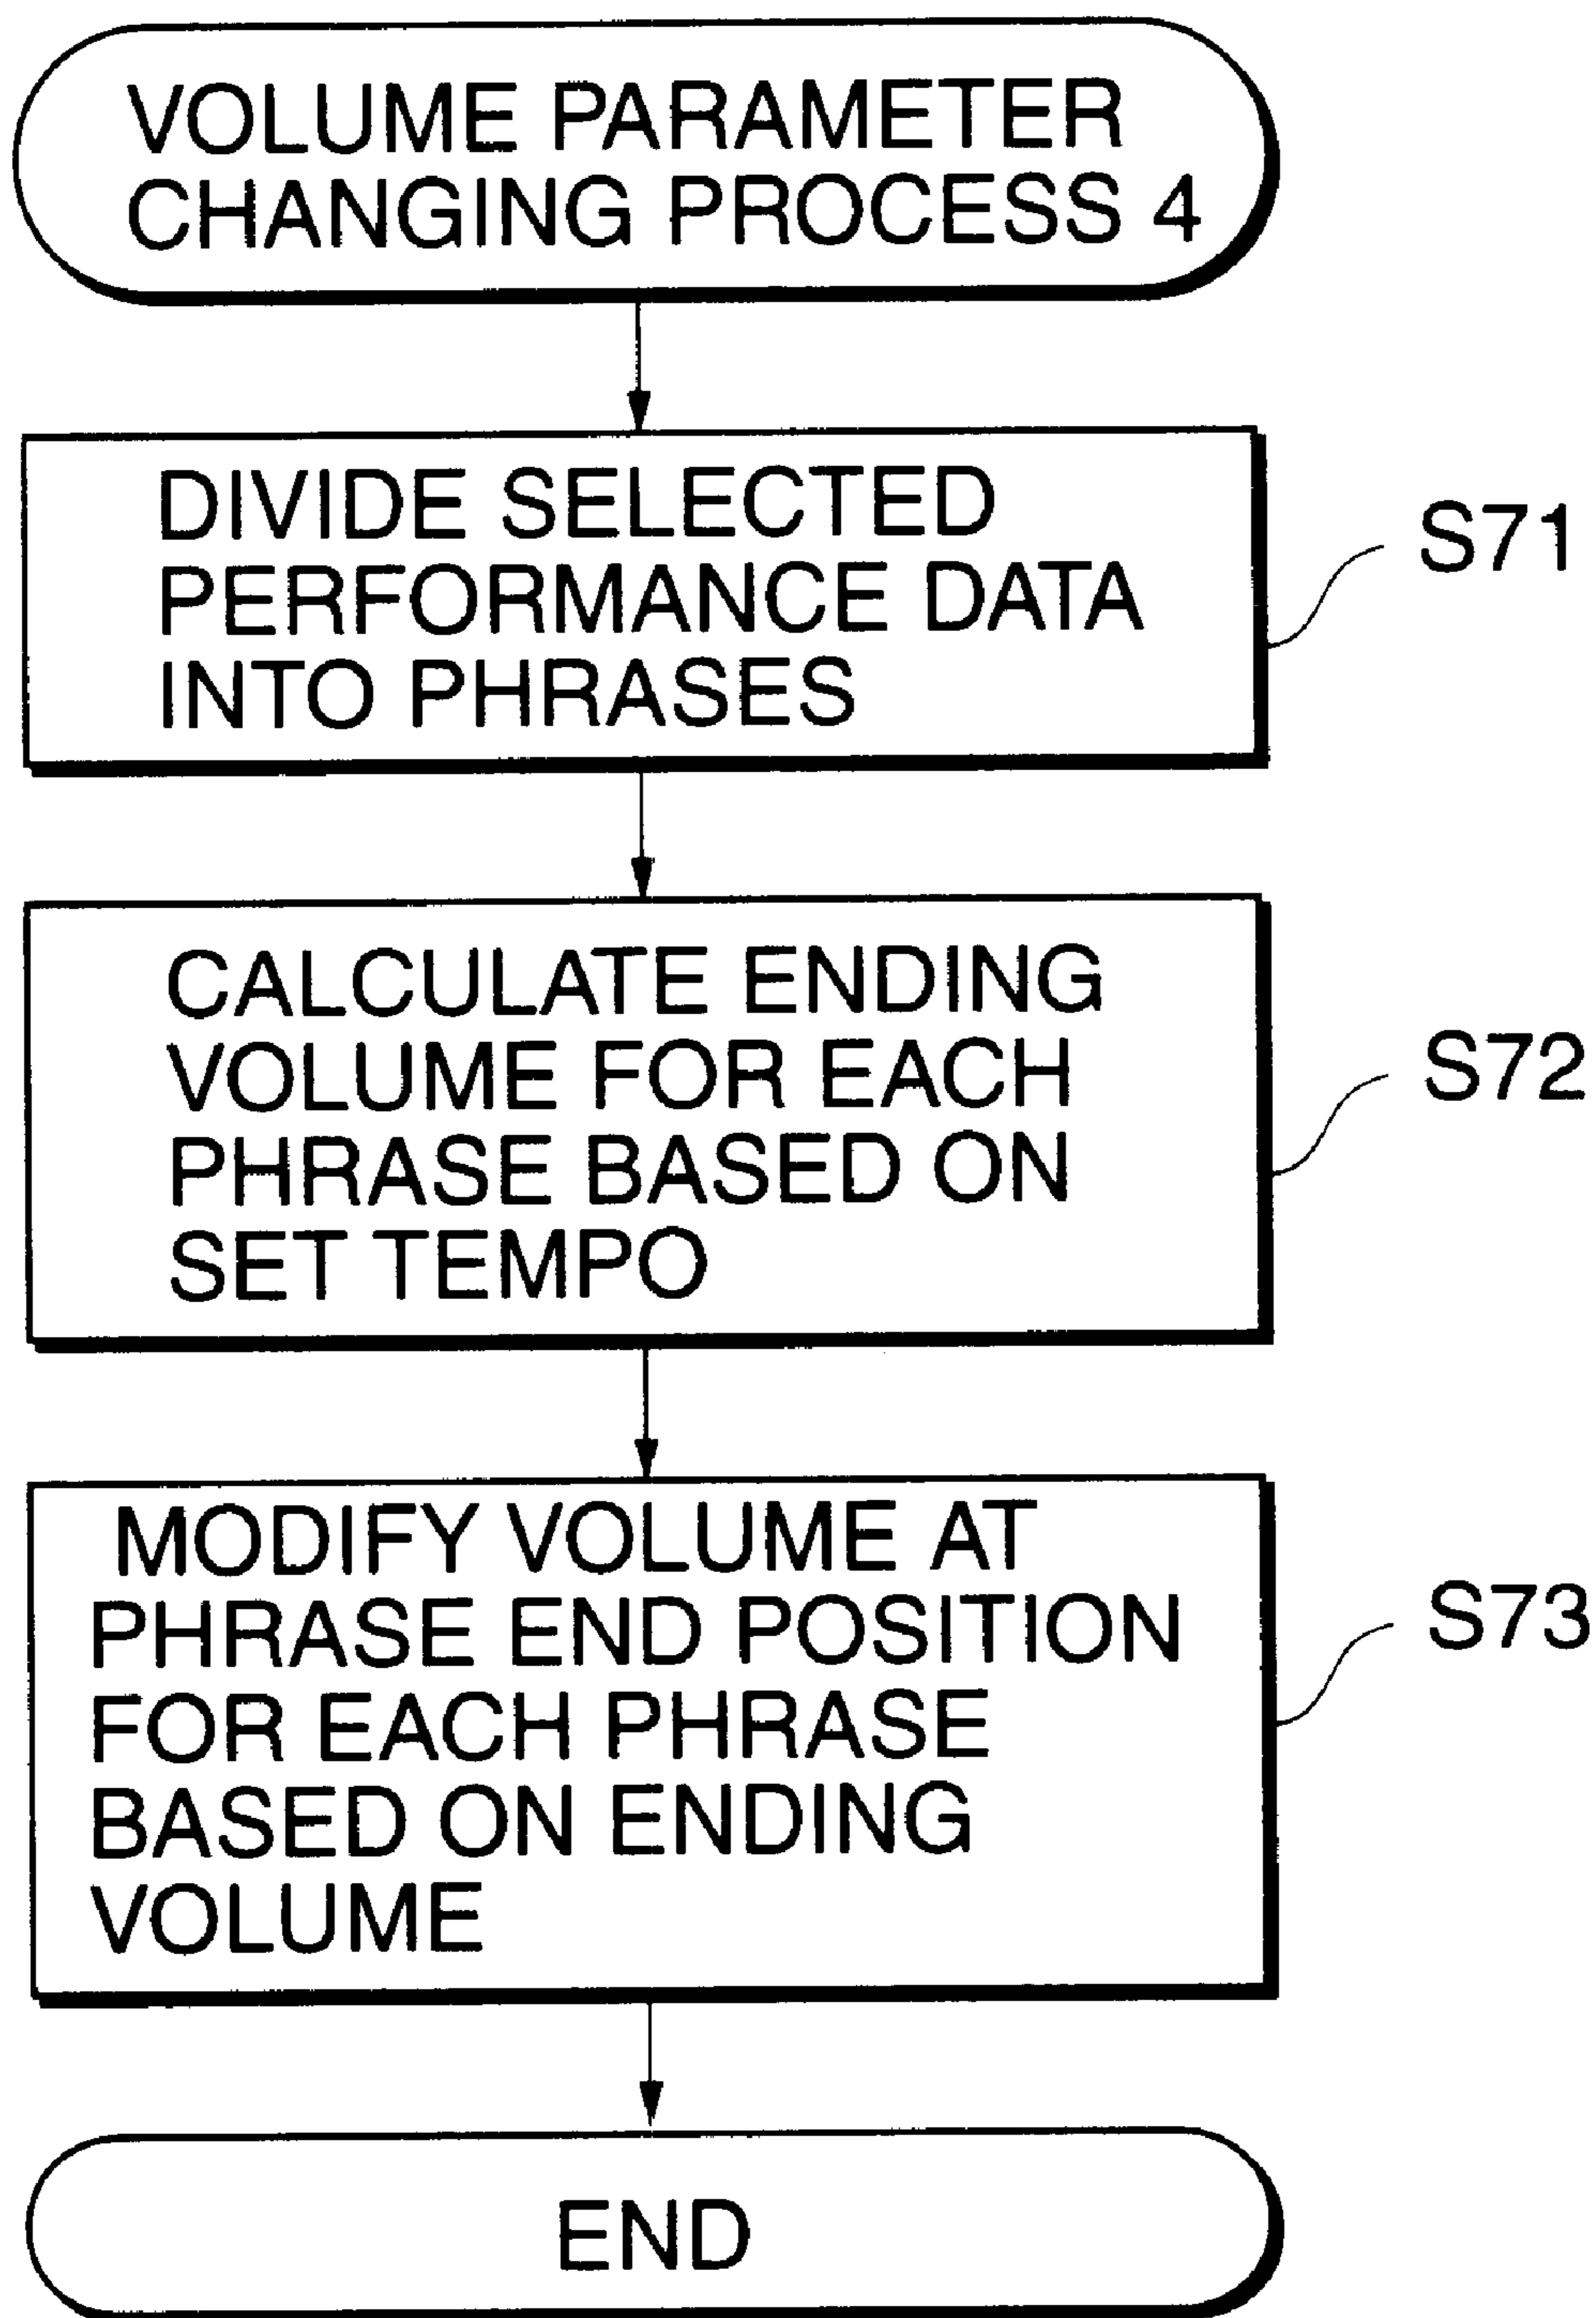 VOLUME PARAMETER
CHANGING PROCESS 4
DIVIDE SELECTED
PERFORMANCE DATA
INTO PHRASES
S71
CALCULATE ENDING
VOLUME FOR EACH
PHRASE BASED ON
SET TEMPO
S72
MODIFY VOLUME AT
PHRASE END POSITION
FOR EACH PHRASE
BASED ON ENDING
VOLUME
S73
END